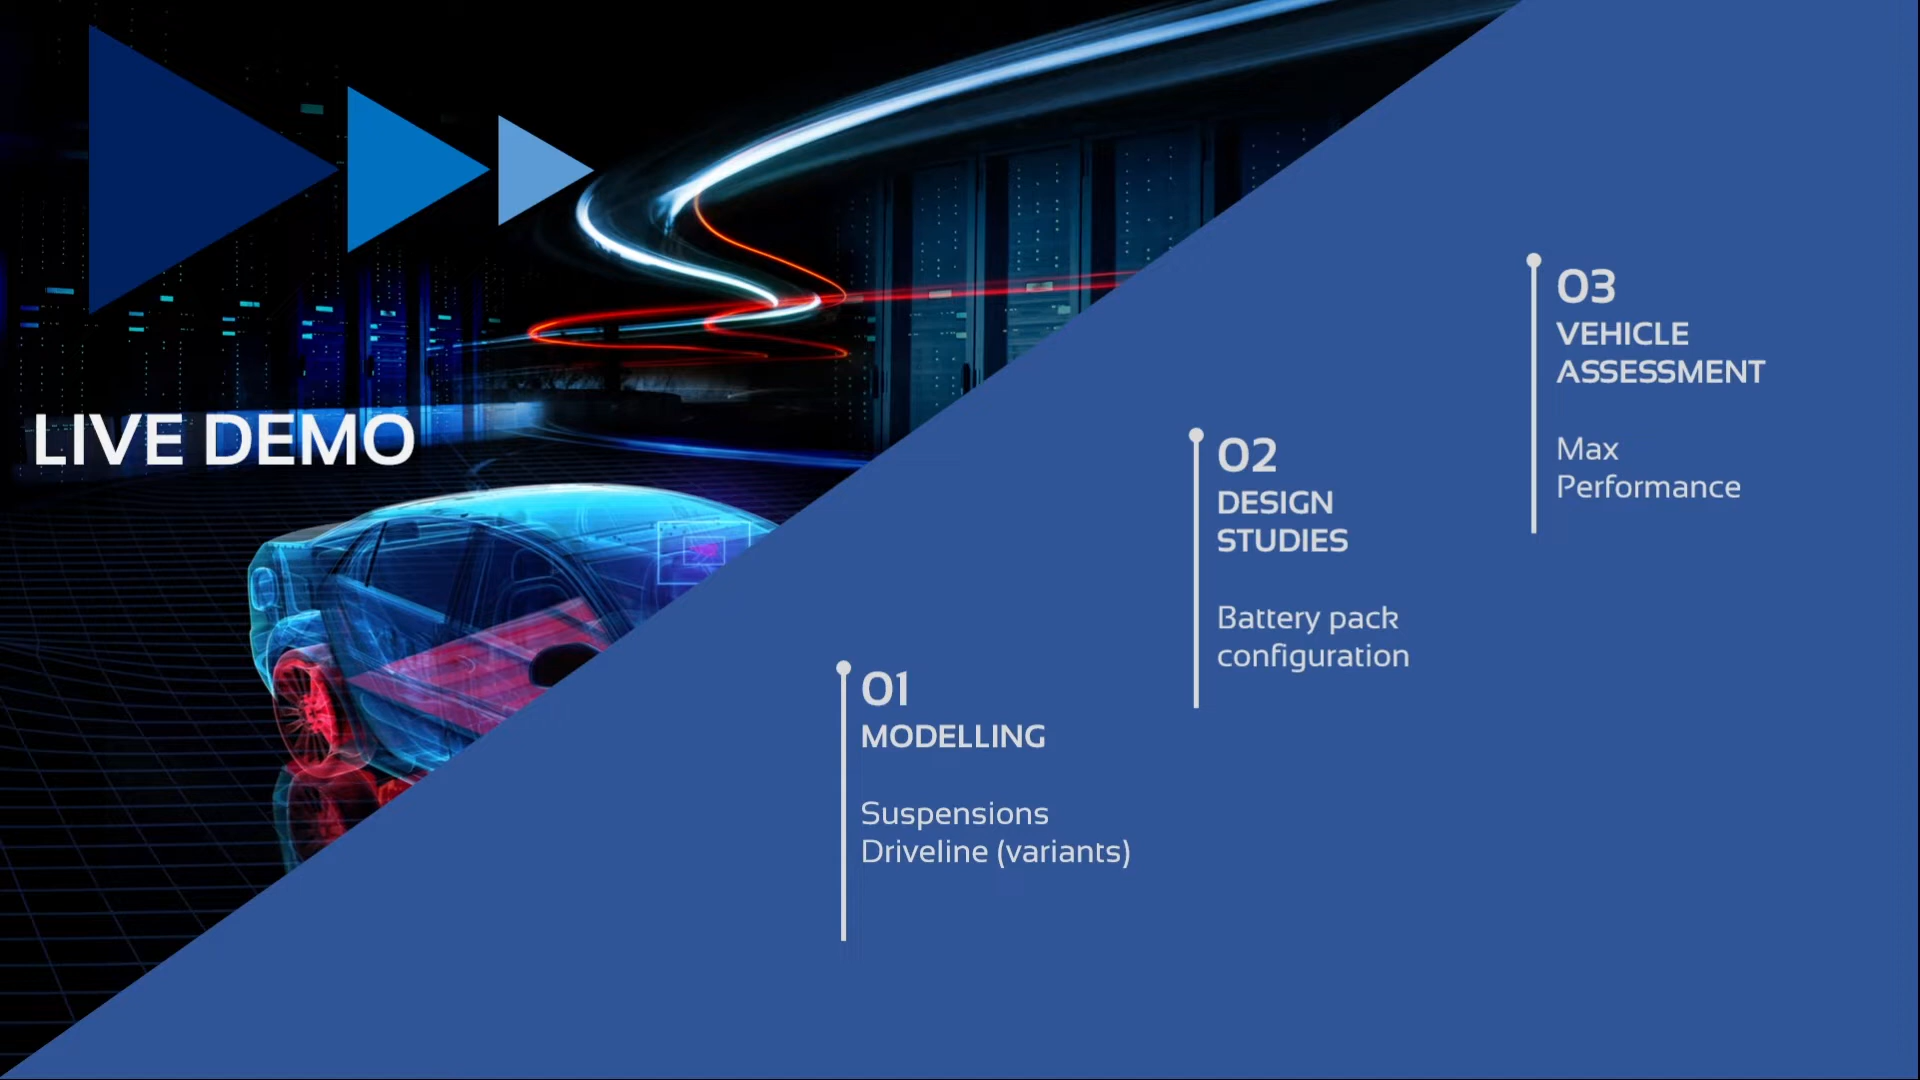 LIVE DEMO
01
MODELLING
Suspensions
Driveline (variants)
02
DESIGN
STUDIES
Battery pack
configuration
03
VEHICLE
ASSESSMENT
Max
Performance